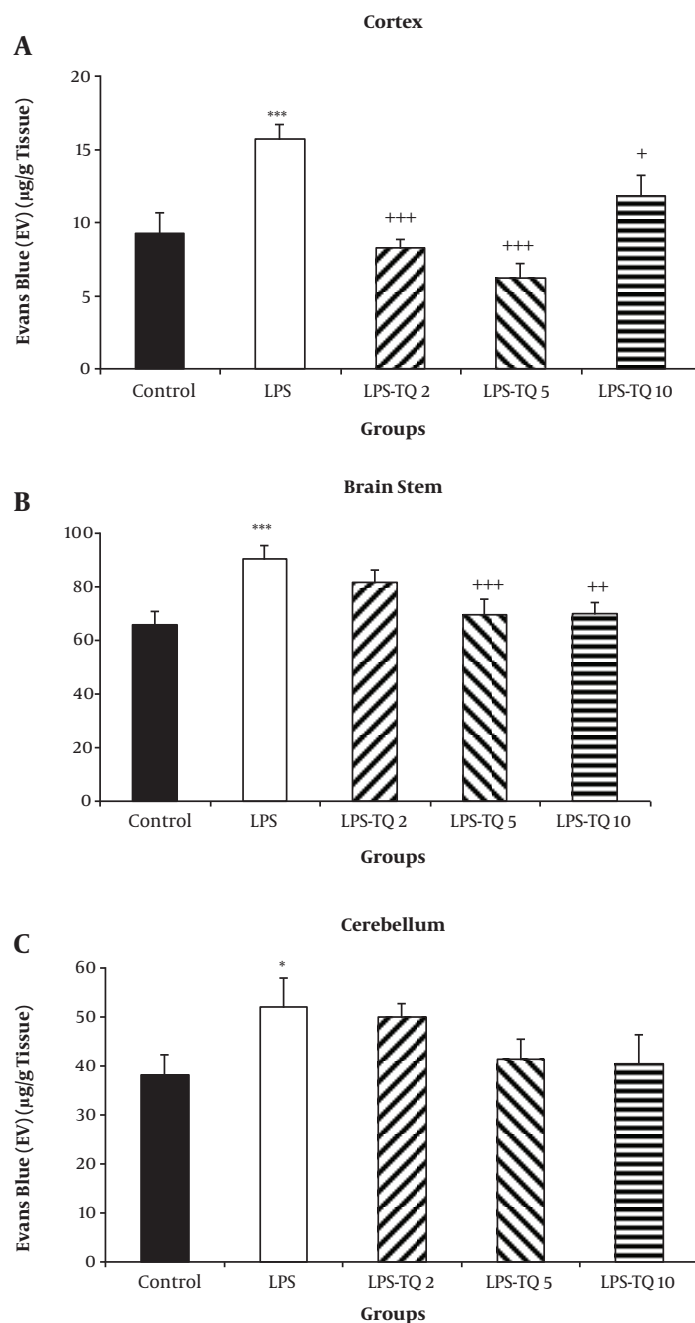 Cortex
A
Evans Blue (EV) (µg/g Tissue)
20
15
10
5
0
***
+++
+++
+
Control LPS LPS-TQ 2 LPS-TQ 5 LPS-TQ 10
Groups
Brain Stem
B
100
80
60
40
20
0
***
+++
++
Control LPS LPS-TQ 2 LPS-TQ 5 LPS-TQ 10
Groups
Cerebellum
C
Evans Blue (EV) (µg/g Tissue)
60
50
40
30
20
10
0
*
Control LPS LPS-TQ 2 LPS-TQ 5 LPS-TQ 10
Groups